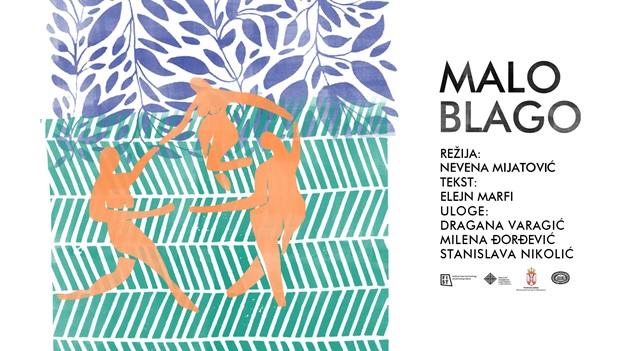 MALO
BLAGO
REŽIJA:
NEVENA MIJATOVIĆ
TEKST:
ELEJN MARFI
ULOGE:
DRAGANA VARAGIĆ
MILENA ĐORĐEVIĆ
STANISLAVA NIKOLIĆ